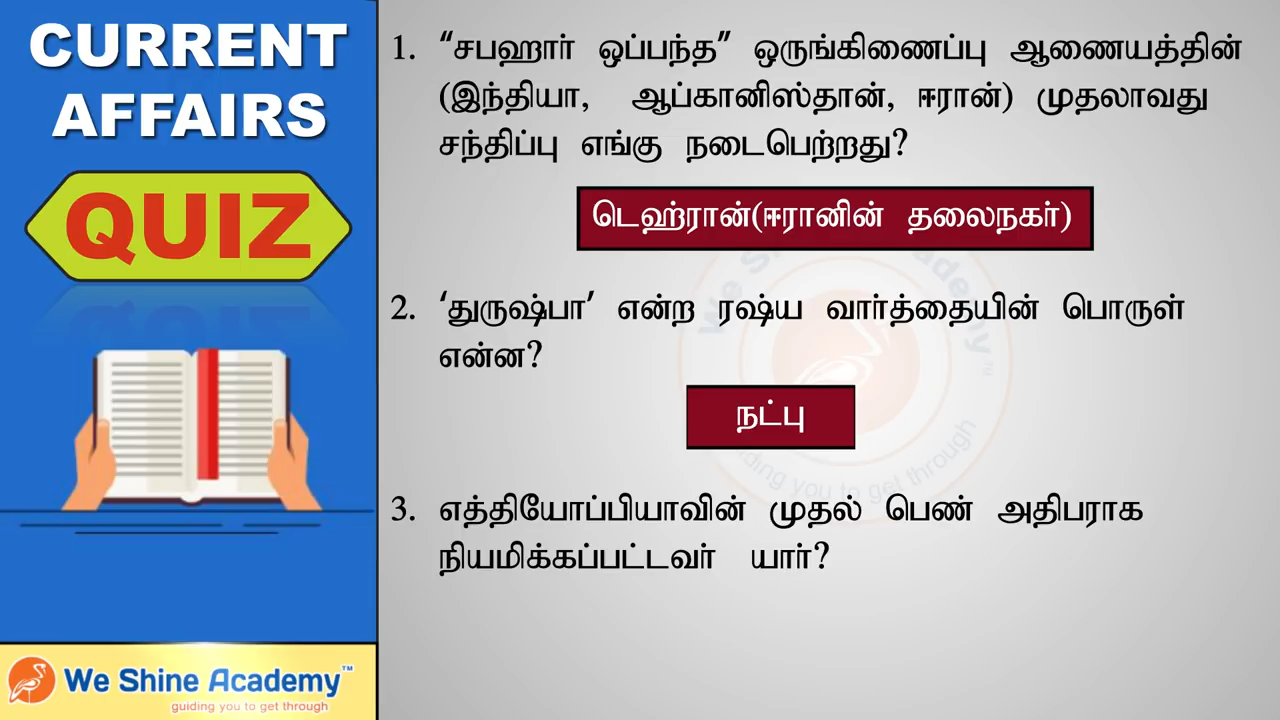 CURRENT
AFFAIRS
QUIZ
1. “சபஹார் ஒப்பந்த” ஒருங்கிணைப்பு ஆணையத்தின்
(இந்தியா, ஆப்கானிஸ்தான், ஈரான்) முதலாவது
சந்திப்பு எங்கு நடைபெற்றது?
டெஹ்ரான்(ஈரானின் தலைநகர்)
2. ‘துருஷ்பா’ என்ற ரஷ்ய வார்த்தையின் பொருள்
என்ன?
நட்பு
3. எத்தியோப்பியாவின் முதல் பெண் அதிபராக
நியமிக்கப்பட்டவர் யார்?
We Shine Academy™
guiding you to get through